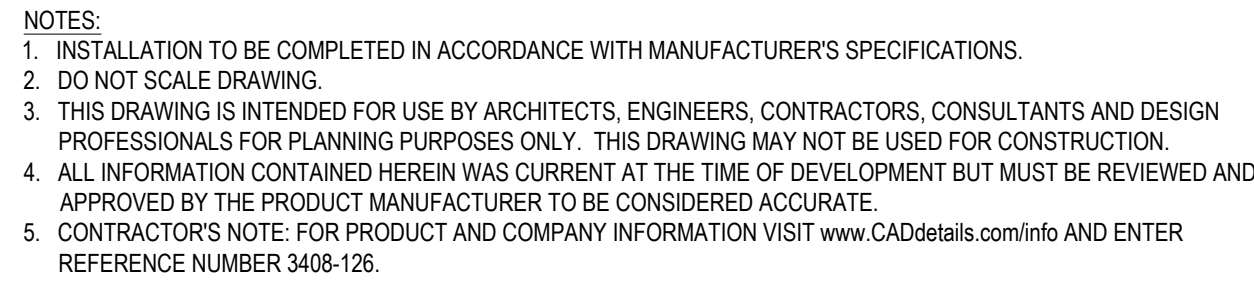 NOTES:
1. INSTALLATION TO BE COMPLETED IN ACCORDANCE WITH MANUFACTURER'S SPECIFICATIONS.
2. DO NOT SCALE DRAWING.
3. THIS DRAWING IS INTENDED FOR USE BY ARCHITECTS, ENGINEERS, CONTRACTORS, CONSULTANTS AND DESIGN
PROFESSIONALS FOR PLANNING PURPOSES ONLY. THIS DRAWING MAY NOT BE USED FOR CONSTRUCTION.
4. ALL INFORMATION CONTAINED HEREIN WAS CURRENT AT THE TIME OF DEVELOPMENT BUT MUST BE REVIEWED AND
APPROVED BY THE PRODUCT MANUFACTURER TO BE CONSIDERED ACCURATE.
5. CONTRACTOR'S NOTE: FOR PRODUCT AND COMPANY INFORMATION VISIT www.CADdetails.com/info AND ENTER
REFERENCE NUMBER 3408-126.